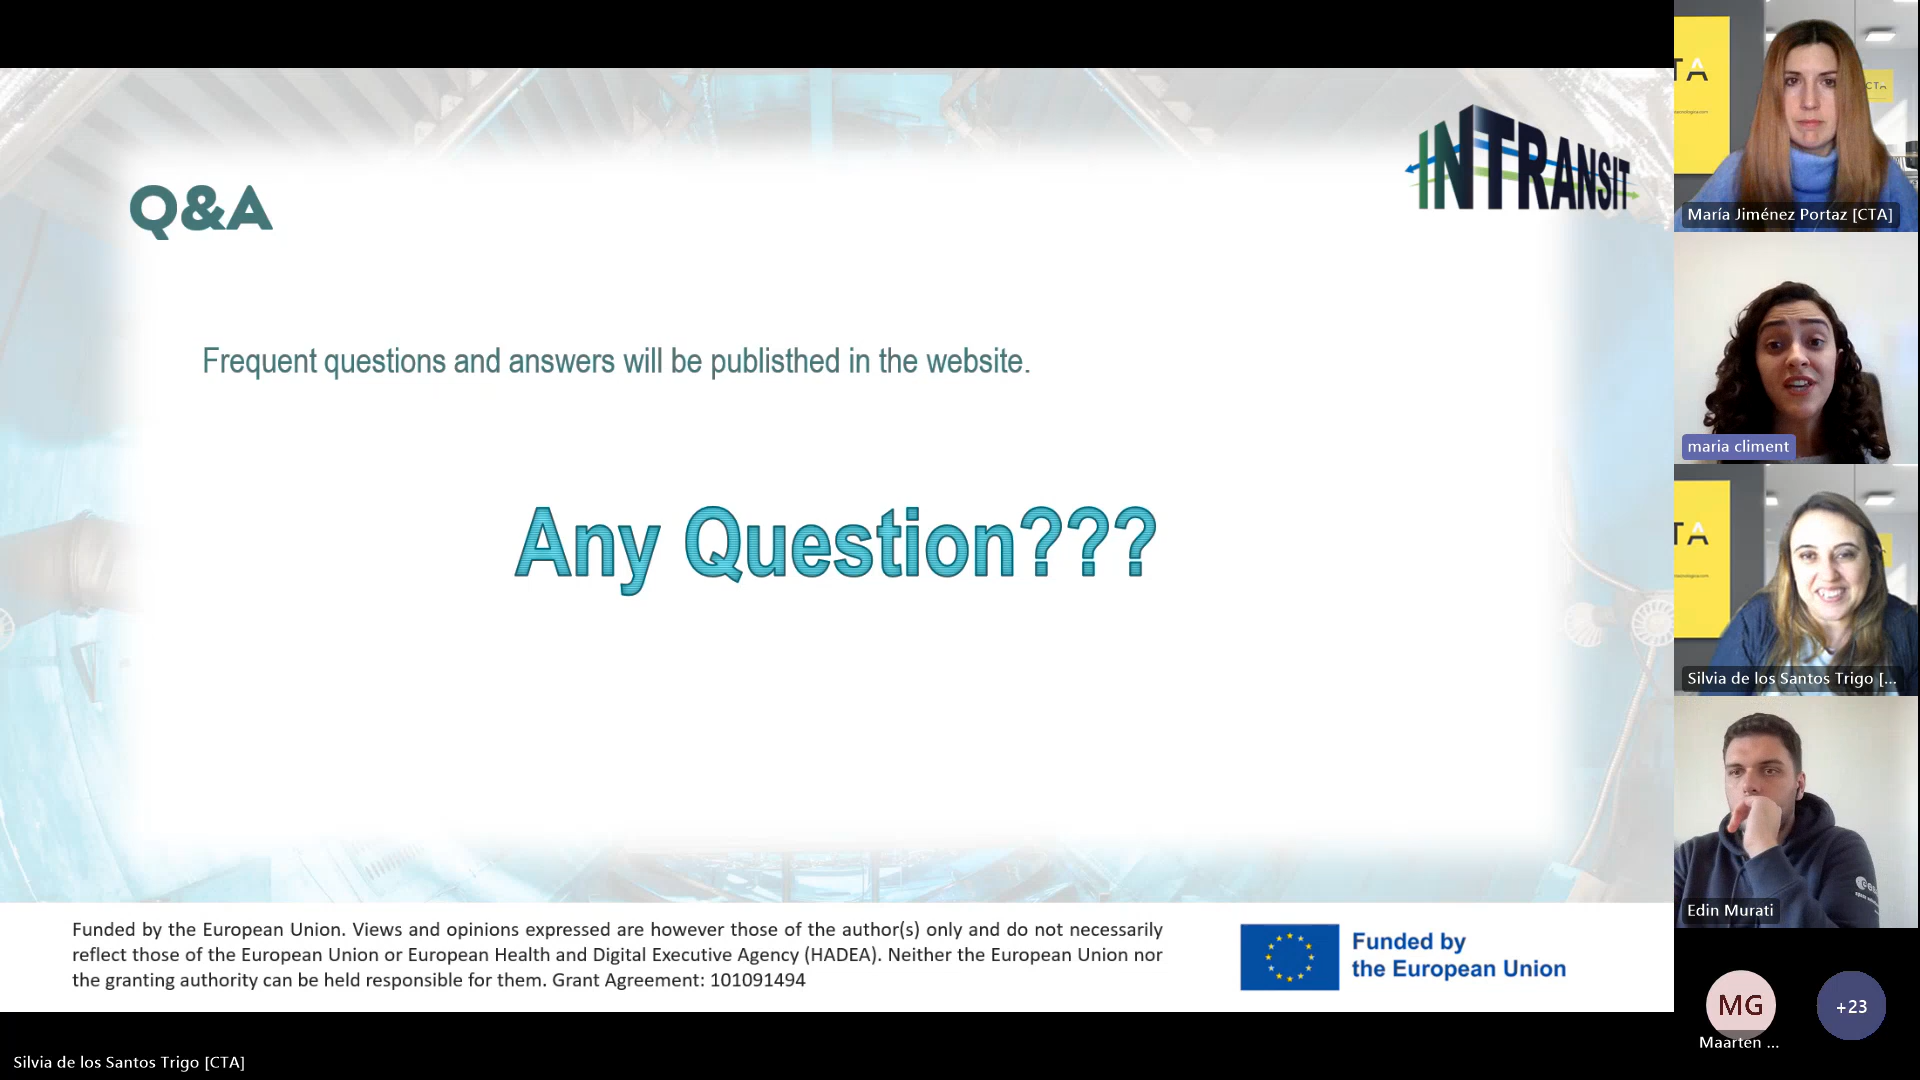 Q&A
INTRANSIT
Frequent questions and answers will be publisthed in the website.
Any Question???
Funded by the European Union. Views and opinions expressed are however those of the author(s) only and do not necessarily
reflect those of the European Union or European Health and Digital Executive Agency (HADEA). Neither the European Union nor
the granting authority can be held responsible for them. Grant Agreement: 101091494
Funded by
the European Union
TA
CTA
María Jiménez Portaz [CTA]
maria climent
TA
Silvia de los Santos Trigo [...
esa
Edin Murati
MG
Maarten ...
+23
Silvia de los Santos Trigo [CTA]